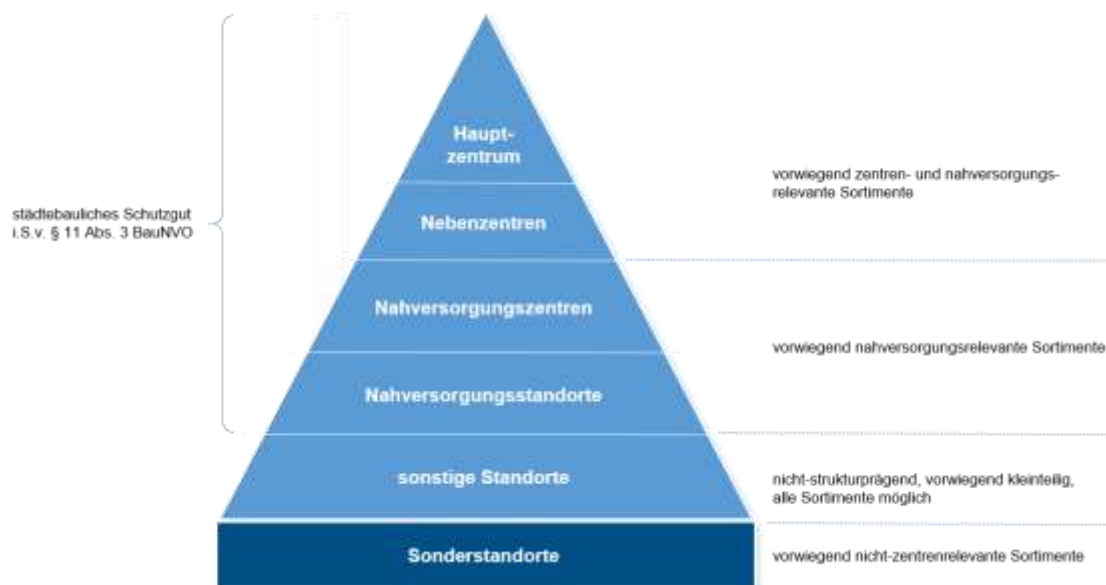 städtebauliches Schutzgut
i.S.v. § 11 Abs. 3 BauNVO
Haupt-
zentrum
Nebenzentren
Nahversorgungszentren
Nahversorgungsstandorte
sonstige Standorte
Sonderstandorte
vorwiegend zentren- und nahversorgungs-
relevante Sortimente
vorwiegend nahversorgungsrelevante Sortimente
nicht-strukturprägend, vorwiegend kleinteilig,
alle Sortimente möglich
vorwiegend nicht-zentrenrelevante Sortimente